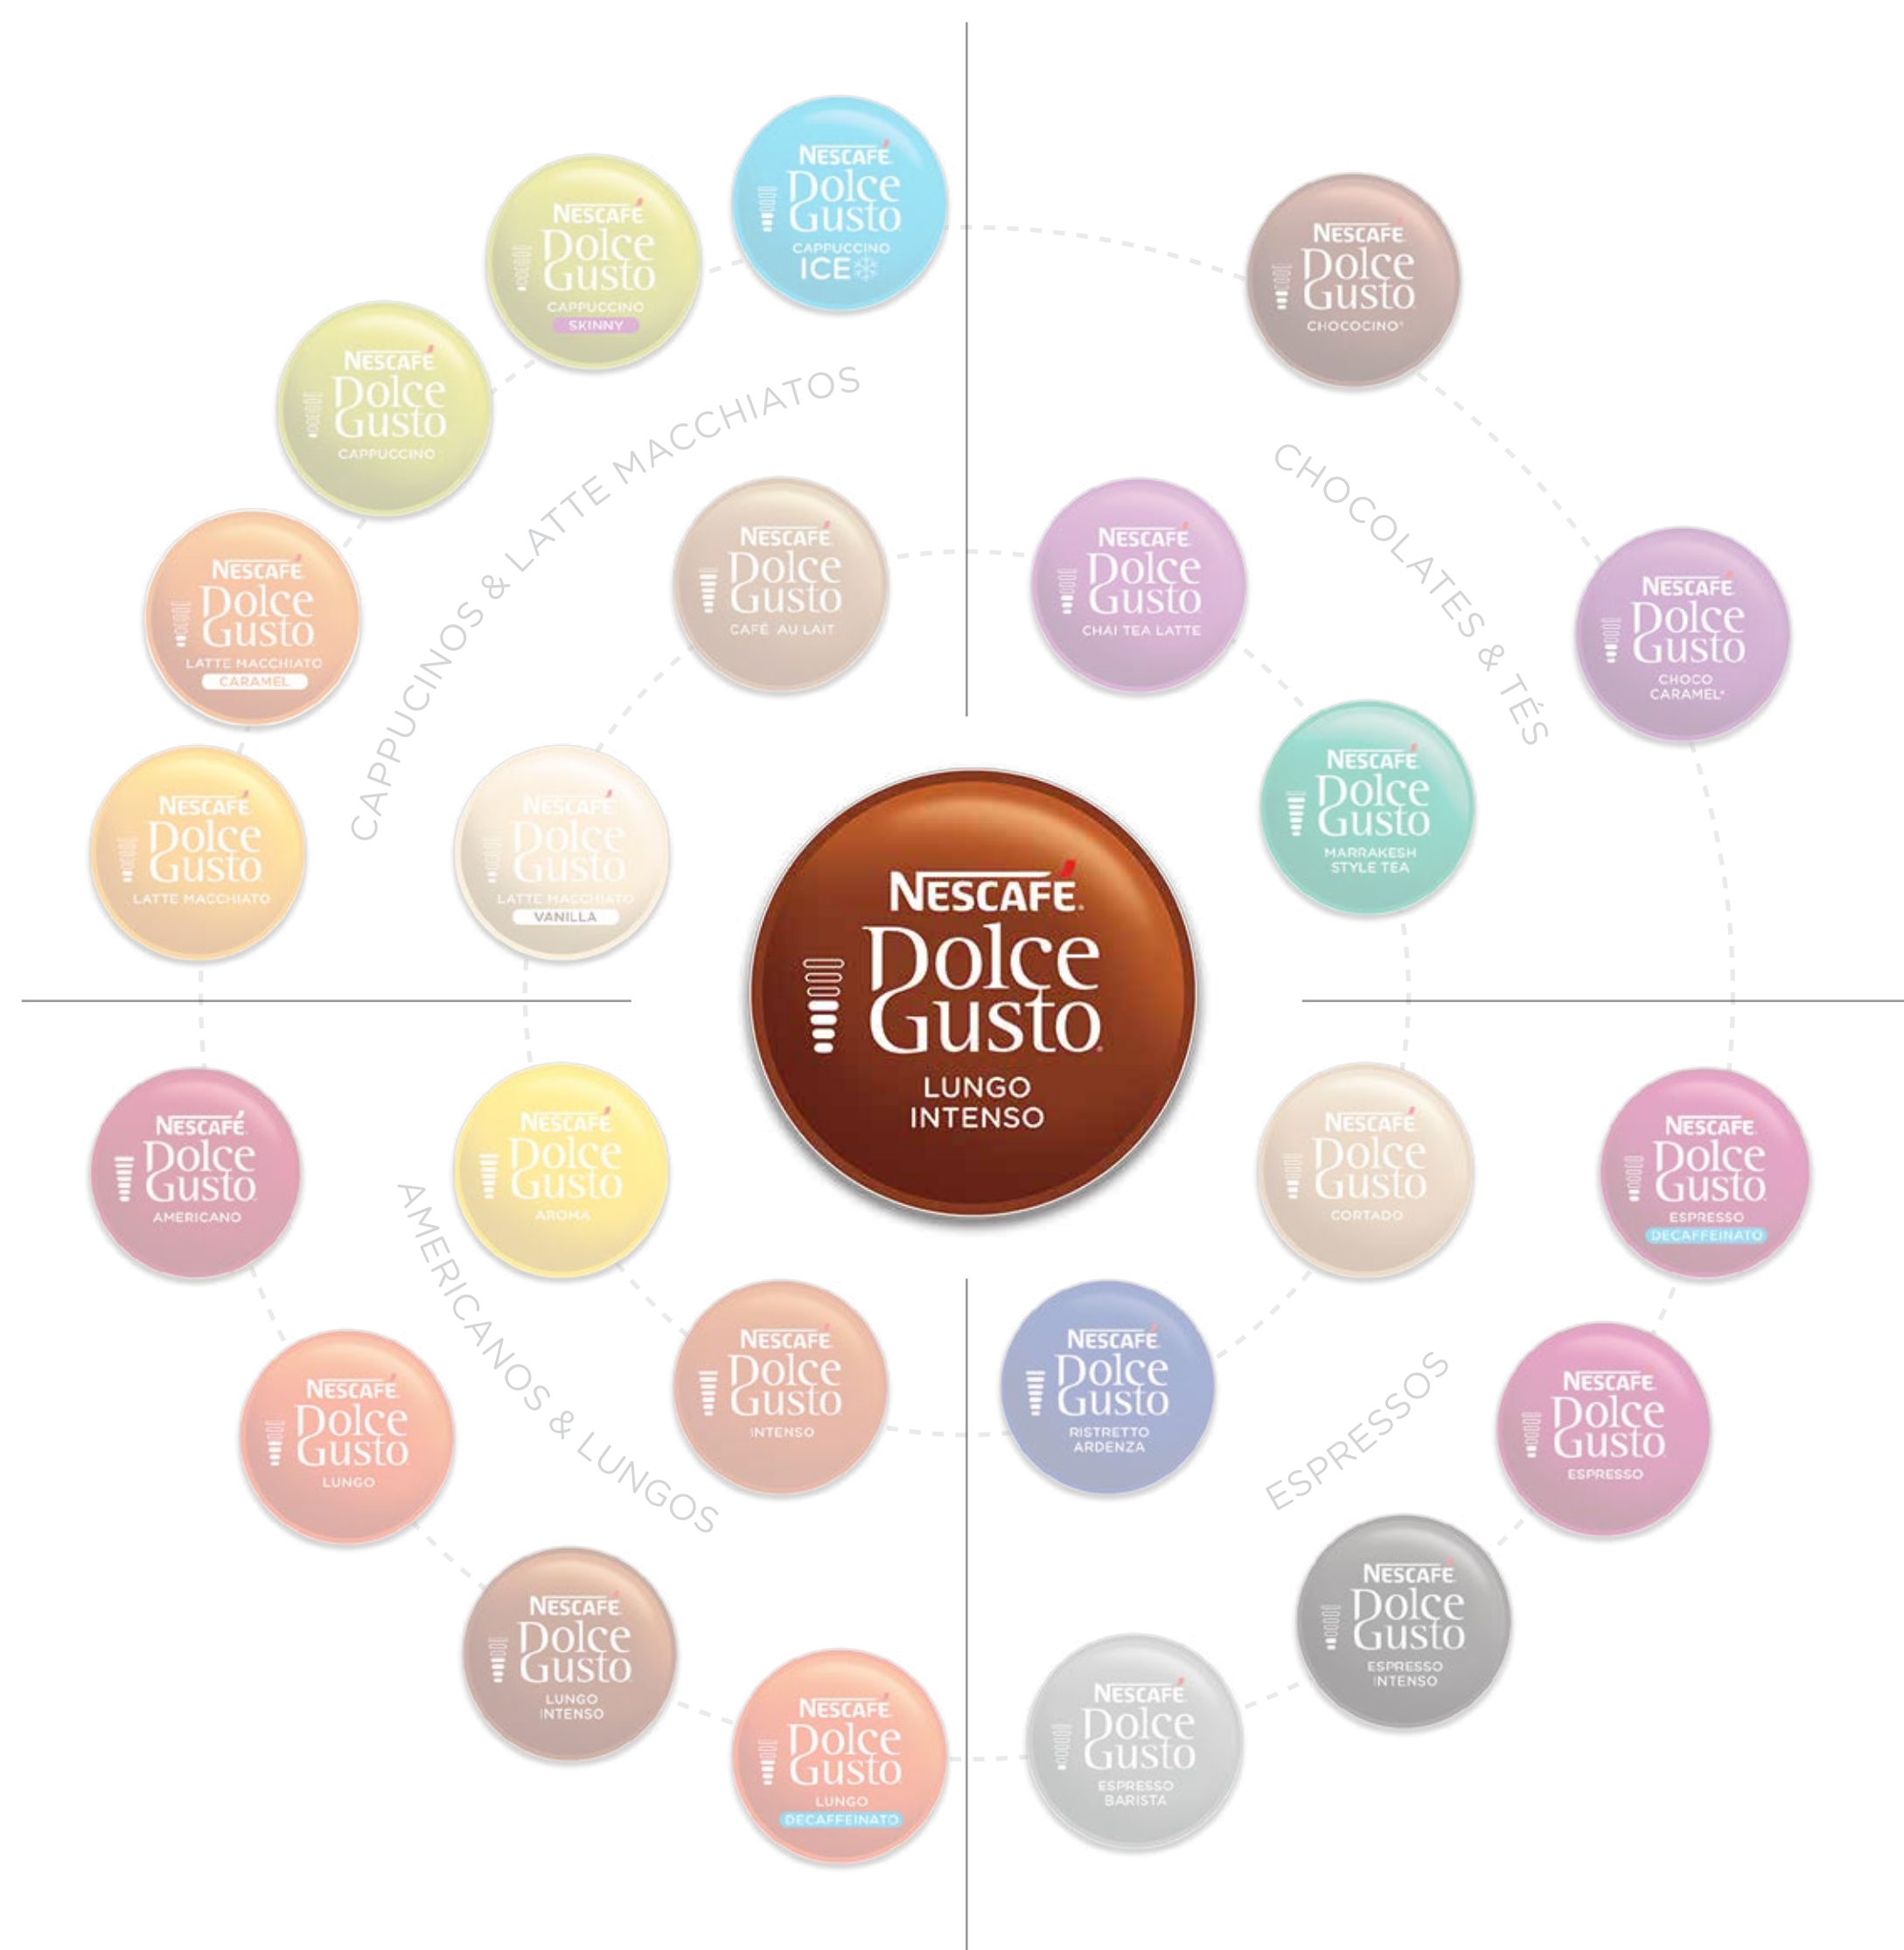 NESCAFÉ
Dolce
Gusto
CAPPUCCINO
ICE
NESCAFÉ
Dolce
Gusto
CAPPUCCINO
SKINNY
NESCAFÉ
Dolce
Gusto
CAPPUCCINO
NESCAFÉ
Dolce
Gusto
LATTE MACCHIATO
CARAMEL
NESCAFÉ
Dolce
Gusto
LATTE MACCHIATO
CAPPUCINOS & LATTE MACCHIATOS
NESCAFÉ
Dolce
Gusto
CAFÉ AU LAIT
NESCAFÉ
Dolce
Gusto
LATTE MACCHIATO
VANILLA
NESCAFÉ
Dolce
Gusto
CHOCOCINO®
NESCAFÉ
Dolce
Gusto
CHOCO
CARAMEL*
CHOCOLATES & TÉS
NESCAFÉ
Dolce
Gusto
CHAI TEA LATTE
NESCAFÉ
Dolce
Gusto
MARRAKESH
STYLE TEA
NESCAFÉ®
Dolce
Gusto®
LUNGO
INTENSO
NESCAFÉ
Dolce
Gusto
AMERICANO
NESCAFÉ
Dolce
Gusto
AROMA
AMERICANOS & LUNGOS
NESCAFÉ
Dolce
Gusto
INTENSO
NESCAFÉ
Dolce
Gusto
LUNGO
NESCAFÉ
Dolce
Gusto
LUNGO
INTENSO
NESCAFÉ
Dolce
Gusto
LUNGO
DECAFFEINATO
NESCAFÉ
Dolce
Gusto
CORTADO
NESCAFÉ
Dolce
Gusto
ESPRESSO
DECAFFEINATO
NESCAFÉ
Dolce
Gusto
RISTRETTO
ARDENZA
ESPRESSOS
NESCAFÉ
Dolce
Gusto
ESPRESSO
NESCAFÉ
Dolce
Gusto
ESPRESSO
INTENSO
NESCAFÉ
Dolce
Gusto
ESPRESSO
BARISTA